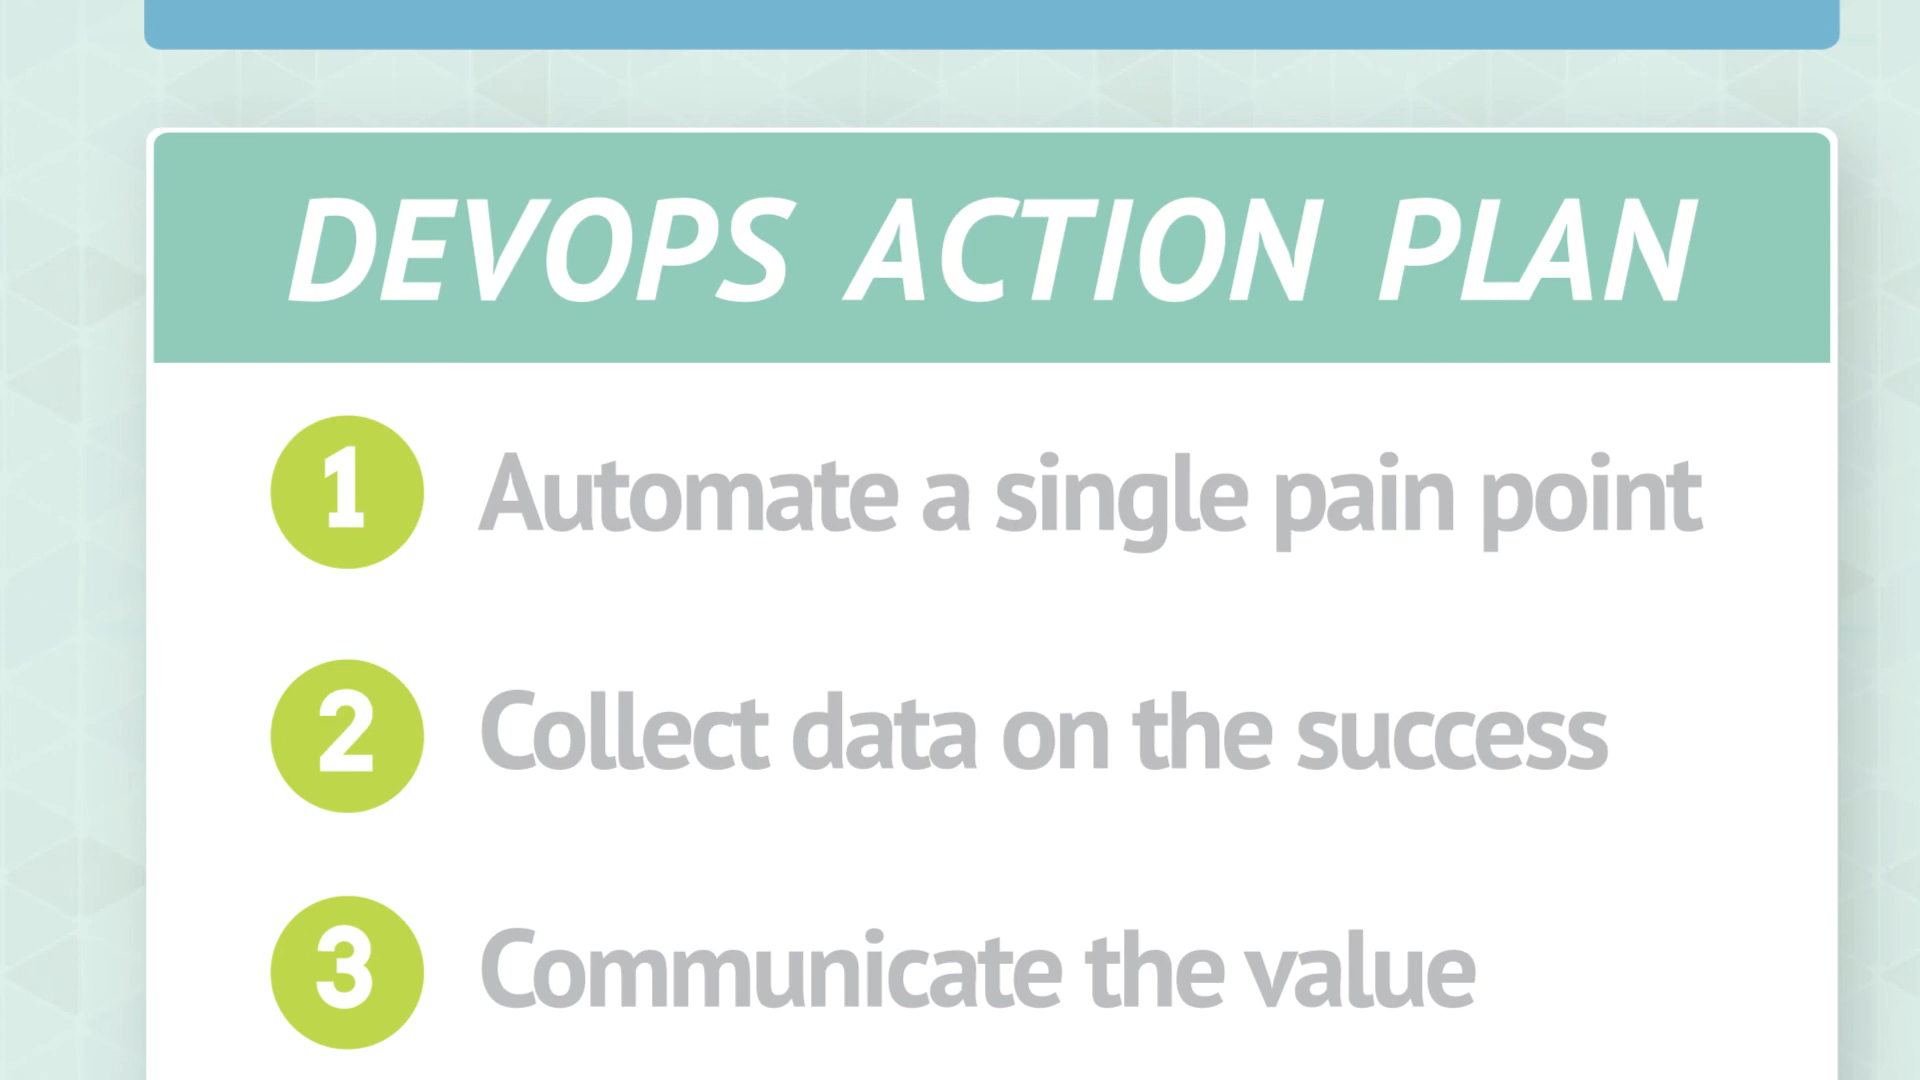 DEVOPS ACTION PLAN
1 Automate a single pain point
2 Collect data on the success
3 Communicate the value